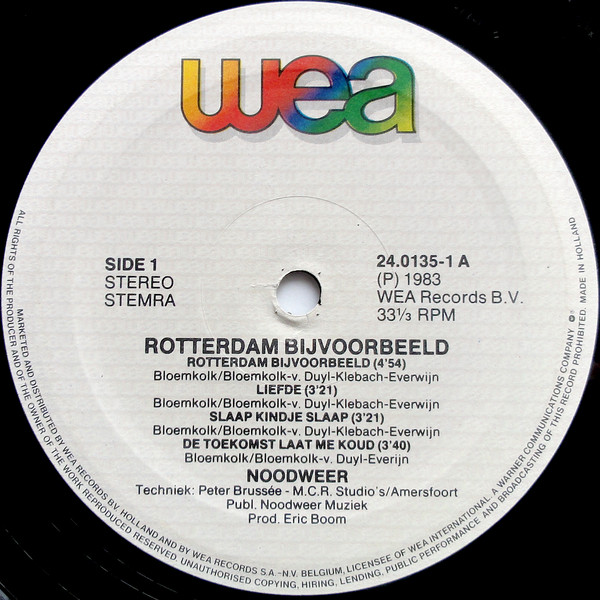 wea
SIDE 1
STEREO
STEMRA
24.0135-1 A
(P) 1983
WEA Records B.V.
33⅓ RPM
ROTTERDAM BIJVOORBEELD
ROTTERDAM BIJVOORBEELD (4'54)
Bloemkolk/Bloemkolk-v. Duyl-Klebach-Everwijn
LIEFDE (3'21)
Bloemkolk/Bloemkolk-v. Duyl-Klebach-Everwijn
SLAAP KINDJE SLAAP (3'21)
Bloemkolk/Bloemkolk-v. Duyl-Klebach-Everwijn
DE TOEKOMST LAAT ME KOUD (3'40)
Bloemkolk/Bloemkolk-v. Duyl-Everijn
NOODWEER
Techniek: Peter Brussée - M.C.R. Studio's/Amersfoort
Publ. Noodweer Muziek
Prod. Eric Boom
MARKETED AND DISTRIBUTED BY WEA RECORDS B.V. HOLLAND AND BY WEA RECORDS S.A.-N.V. BELGIUM, LICENSEE OF WEA INTERNATIONAL. A WARNER COMMUNICATIONS COMPANY
ALL RIGHTS OF THE PRODUCER AND OF THE OWNER OF THE WORK REPRODUCED RESERVED. UNAUTHORISED COPYING, HIRING, LENDING, PUBLIC PERFORMANCE AND BROADCASTING OF THIS RECORD PROHIBITED. MADE IN HOLLAND